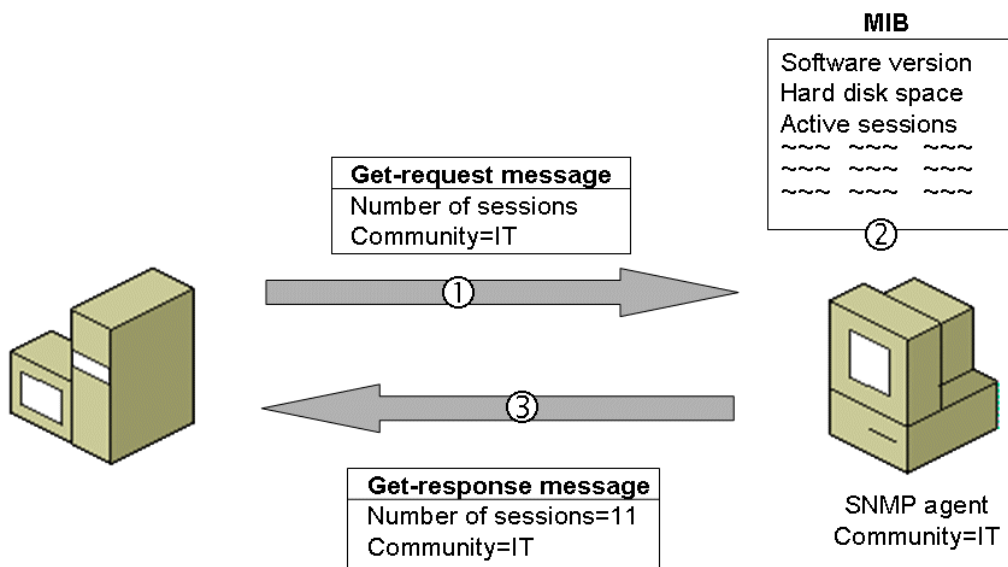 MIB
Software version
Hard disk space
Active sessions
~~~ ~~~ ~~~
~~~ ~~~ ~~~
~~~ ~~~ ~~~
②
Get-request message
Number of sessions
Community=IT
①
③
Get-response message
Number of sessions=11
Community=IT
SNMP agent
Community=IT